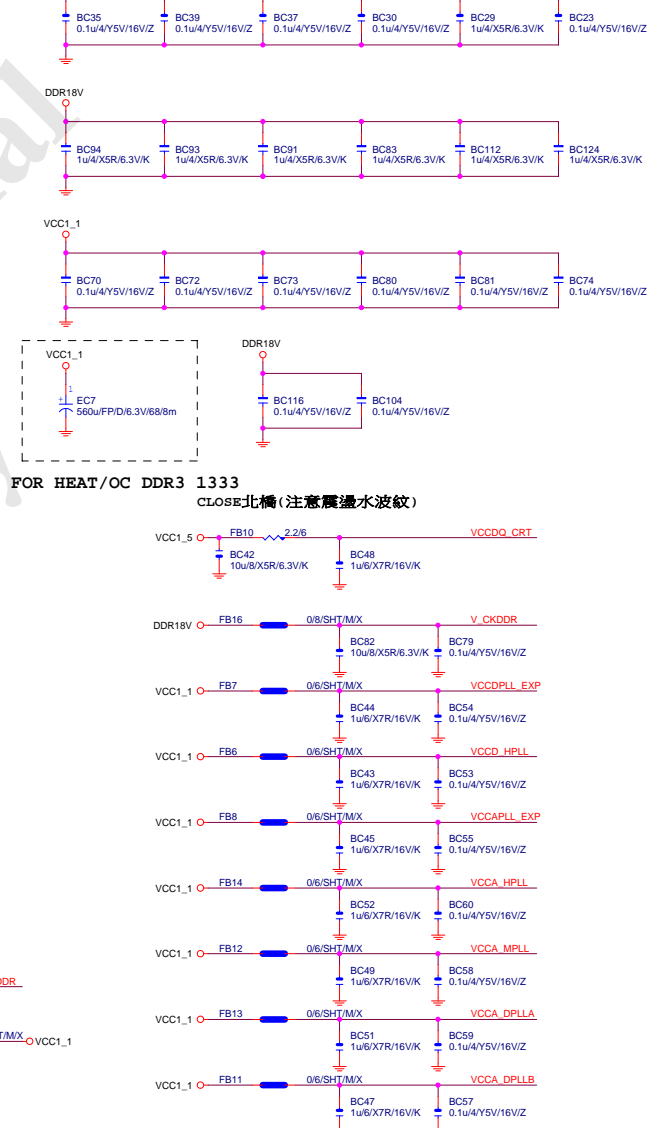 BC35 BC39 BC37 BC30 BC29 BC23
0.1u/4/Y5V/16V/Z 0.1u/4/Y5V/16V/Z 0.1u/4/Y5V/16V/Z 0.1u/4/Y5V/16V/Z 1u/4/X5R/6.3V/K 0.1u/4/Y5V/16V/Z
DDR18V
BC94 BC93 BC91 BC83 BC112 BC124
1u/4/X5R/6.3V/K 1u/4/X5R/6.3V/K 1u/4/X5R/6.3V/K 1u/4/X5R/6.3V/K 1u/4/X5R/6.3V/K 1u/4/X5R/6.3V/K
VCC1_1
BC70 BC72 BC73 BC80 BC81 BC74
0.1u/4/Y5V/16V/Z 0.1u/4/Y5V/16V/Z 0.1u/4/Y5V/16V/Z 0.1u/4/Y5V/16V/Z 0.1u/4/Y5V/16V/Z 0.1u/4/Y5V/16V/Z
VCC1_1 DDR18V
1
+
EC7 BC116 BC104
560u/FP/D/6.3V/68/8m 0.1u/4/Y5V/16V/Z 0.1u/4/Y5V/16V/Z
FOR HEAT/OC DDR3 1333
CLOSE北橋(注意震盪水波紋)
VCC1_5 FB10 2.2/6 VCCDQ_CRT
BC42 BC48
10u/8/X5R/6.3V/K 1u/6/X7R/16V/K
DDR18V FB16 0/8/SHT/M/X V_CKDDR
BC82 BC79
10u/8/X5R/6.3V/K 0.1u/4/Y5V/16V/Z
VCC1_1 FB7 0/6/SHT/M/X VCCDPLL_EXP
BC44 BC54
1u/6/X7R/16V/K 0.1u/4/Y5V/16V/Z
VCC1_1 FB6 0/6/SHT/M/X VCCD_HPLL
BC43 BC53
1u/6/X7R/16V/K 0.1u/4/Y5V/16V/Z
VCC1_1 FB8 0/6/SHT/M/X VCCAPLL_EXP
BC45 BC55
1u/6/X7R/16V/K 0.1u/4/Y5V/16V/Z
VCC1_1 FB14 0/6/SHT/M/X VCCA_HPLL
BC52 BC60
1u/6/X7R/16V/K 0.1u/4/Y5V/16V/Z
VCC1_1 FB12 0/6/SHT/M/X VCCA_MPLL
BC49 BC58
1u/6/X7R/16V/K 0.1u/4/Y5V/16V/Z
DDR
VCC1_1 FB13 0/6/SHT/M/X VCCA_DPLLA
BC51 BC59
1u/6/X7R/16V/K 0.1u/4/Y5V/16V/Z
T/M/X VCC1_1
VCC1_1 FB11 0/6/SHT/M/X VCCA_DPLLB
BC47 BC57
1u/6/X7R/16V/K 0.1u/4/Y5V/16V/Z